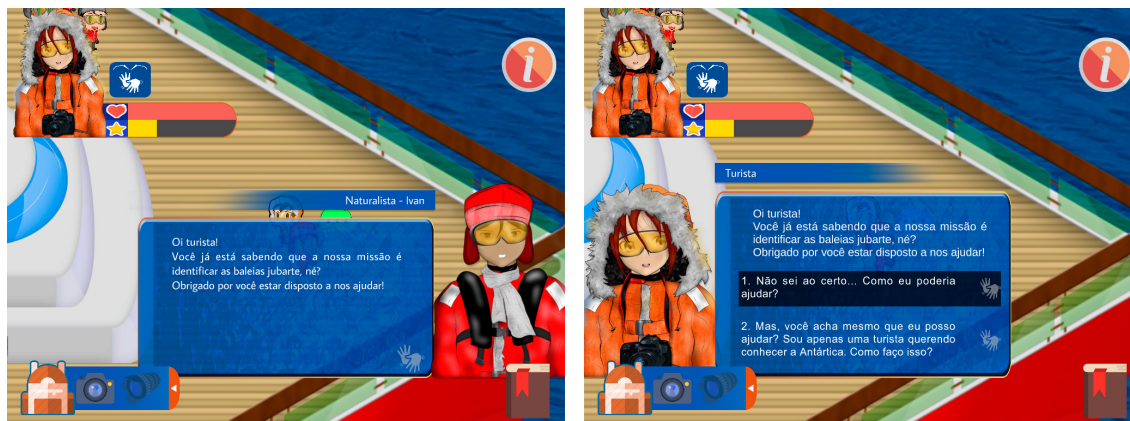 Naturalista - Ivan
Oi turista!
Você já está sabendo que a nossa missão é
identificar as baleias jubarte, né?
Obrigado por você estar disposto a nos ajudar!
i
Turista
Oi turista!
Você já está sabendo que a nossa missão é
identificar as baleias jubarte, né?
Obrigado por você estar disposto a nos ajudar!
1. Não sei ao certo... Como eu poderia
ajudar?
2. Mas, você acha mesmo que eu posso
ajudar? Sou apenas uma turista querendo
conhecer a Antártica. Como faço isso?
i